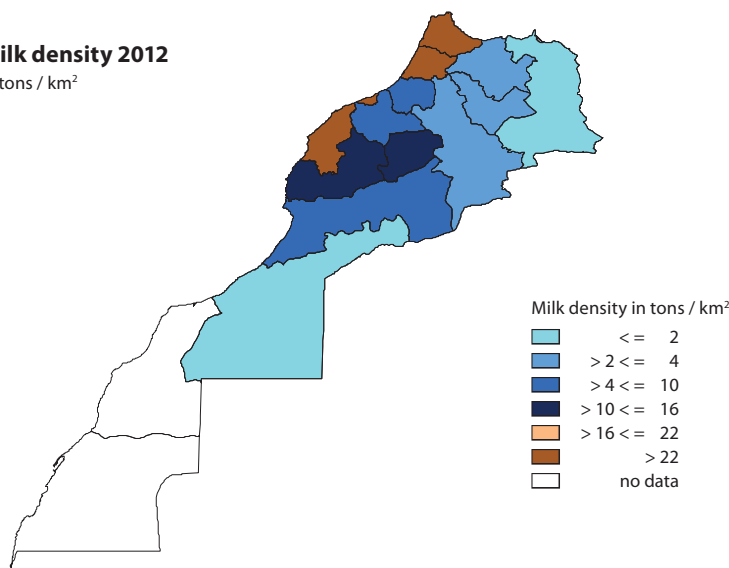 ilk density 2012
tons / km²
Milk density in tons / km²
< = 2
> 2 < = 4
> 4 < = 10
> 10 < = 16
> 16 < = 22
> 22
no data